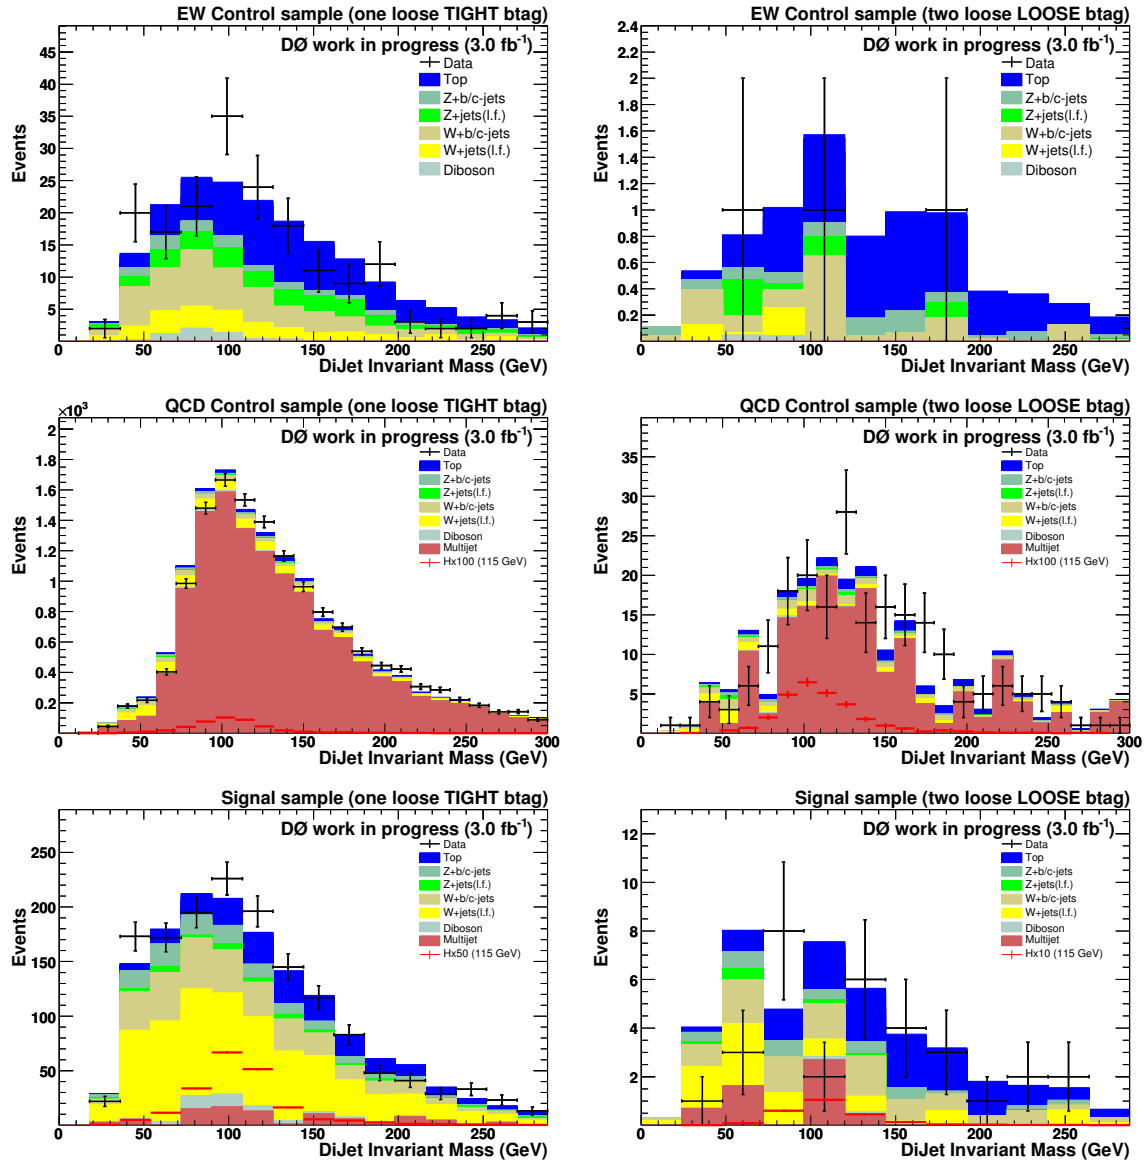 EW Control sample (one loose TIGHT btag)
DØ work in progress (3.0 fb-1)
Data
Top
Z+b/c-jets
Z+jets(l.f.)
W+b/c-jets
W+jets(l.f.)
Diboson
Events
45
40
35
30
25
20
15
10
5
0 50 100 150 200 250
DiJet Invariant Mass (GeV)
EW Control sample (two loose LOOSE btag)
DØ work in progress (3.0 fb-1)
Data
Top
Z+b/c-jets
Z+jets(l.f.)
W+b/c-jets
W+jets(l.f.)
Diboson
Events
2.4
2.2
2
1.8
1.6
1.4
1.2
1
0.8
0.6
0.4
0.2
0 50 100 150 200 250
DiJet Invariant Mass (GeV)
×10³
QCD Control sample (one loose TIGHT btag)
DØ work in progress (3.0 fb-1)
Data
Top
Z+b/c-jets
Z+jets(l.f.)
W+b/c-jets
W+jets(l.f.)
Diboson
Multijet
Hx100 (115 GeV)
Events
2
1.8
1.6
1.4
1.2
1
0.8
0.6
0.4
0.2
0 50 100 150 200 250 300
DiJet Invariant Mass (GeV)
QCD Control sample (two loose LOOSE btag)
DØ work in progress (3.0 fb-1)
Data
Top
Z+b/c-jets
Z+jets(l.f.)
W+b/c-jets
W+jets(l.f.)
Diboson
Multijet
Hx100 (115 GeV)
Events
35
30
25
20
15
10
5
0 50 100 150 200 250 300
DiJet Invariant Mass (GeV)
Signal sample (one loose TIGHT btag)
DØ work in progress (3.0 fb-1)
Data
Top
Z+b/c-jets
Z+jets(l.f.)
W+b/c-jets
W+jets(l.f.)
Diboson
Multijet
Hx50 (115 GeV)
Events
250
200
150
100
50
0 50 100 150 200 250
DiJet Invariant Mass (GeV)
Signal sample (two loose LOOSE btag)
DØ work in progress (3.0 fb-1)
Data
Top
Z+b/c-jets
Z+jets(l.f.)
W+b/c-jets
W+jets(l.f.)
Diboson
Multijet
Hx10 (115 GeV)
Events
12
10
8
6
4
2
0 50 100 150 200 250
DiJet Invariant Mass (GeV)